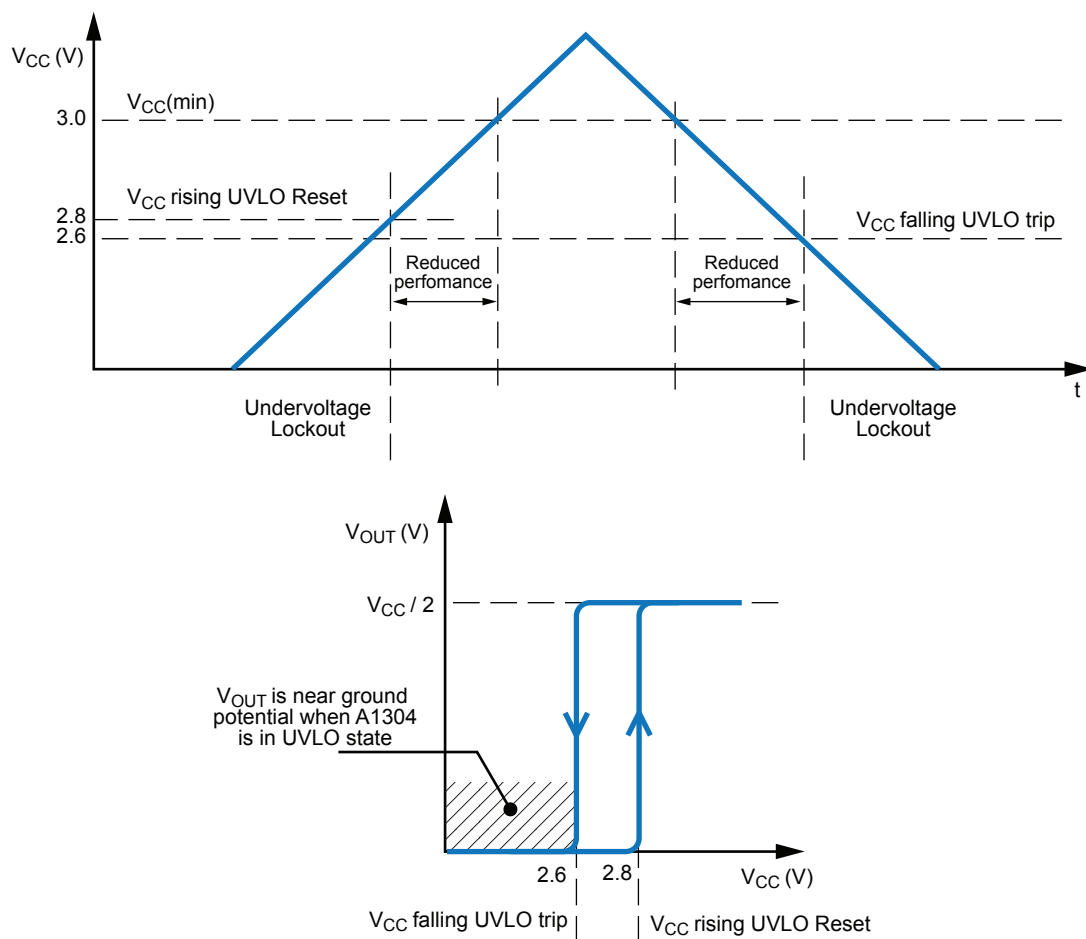 VCC (V)
VCC(min)
3.0
VCC rising UVLO Reset
2.8
2.6
VCC falling UVLO trip
Reduced
perfomance
Reduced
perfomance
t
Undervoltage
Lockout
Undervoltage
Lockout
VOUT (V)
VCC / 2
VOUT is near ground
potential when A1304
is in UVLO state
2.6
2.8
VCC (V)
VCC falling UVLO trip
VCC rising UVLO Reset